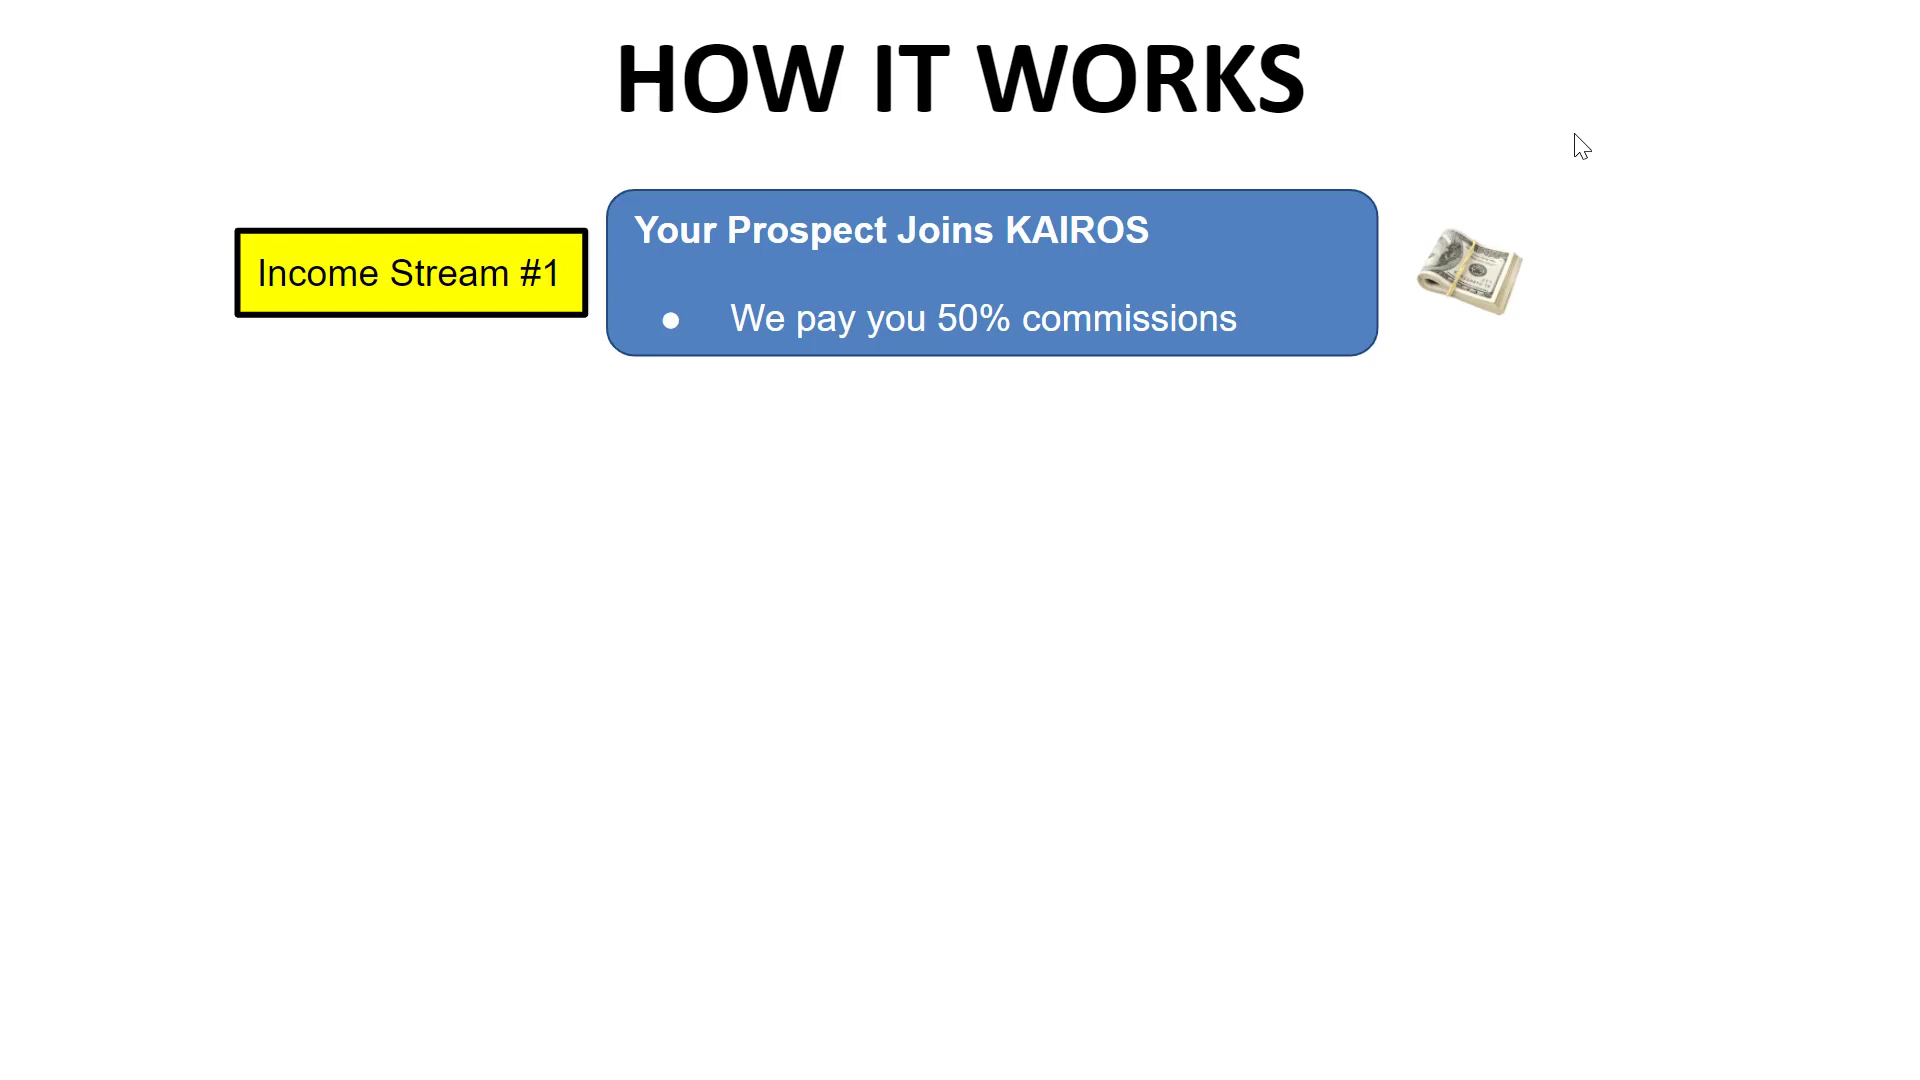 HOW IT WORKS
Income Stream #1
Your Prospect Joins KAIROS
● We pay you 50% commissions